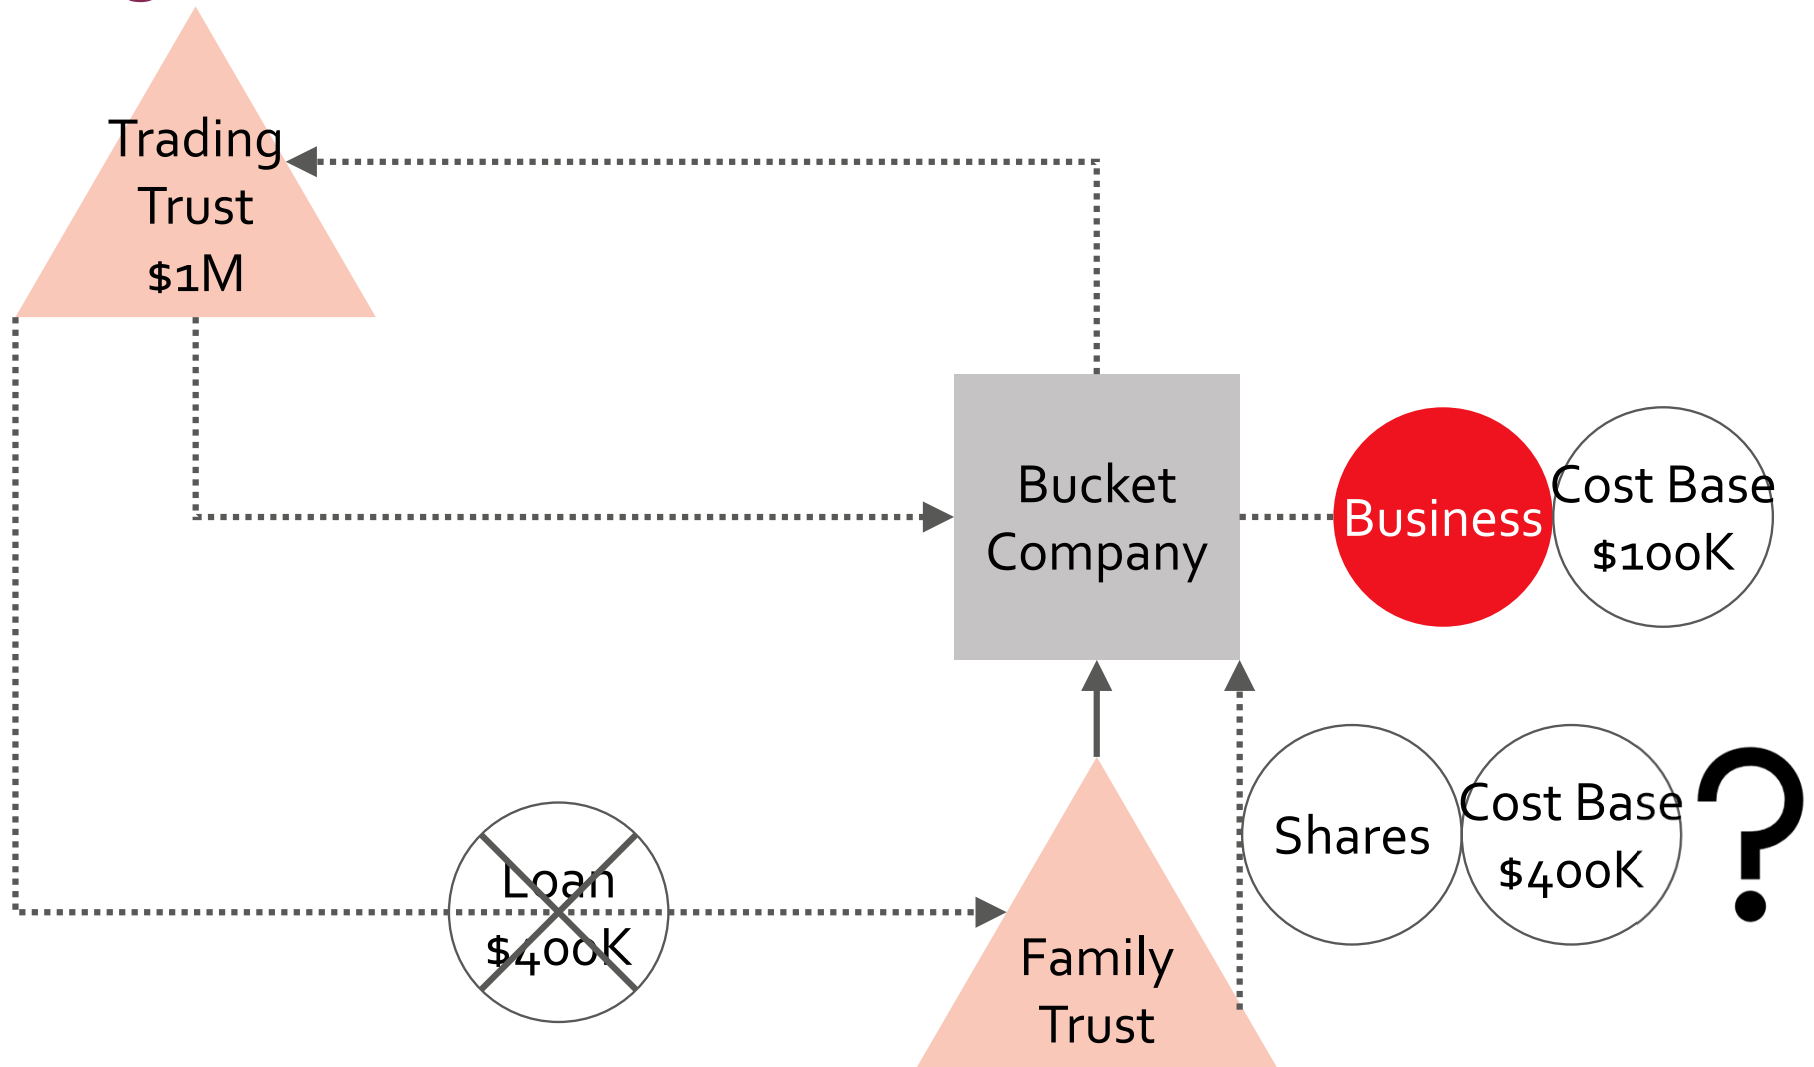 Trading
Trust
$1M
Bucket
Company
Business
Cost Base
$100K
Shares
Cost Base
$400K
?
Loan
$400K
Family
Trust